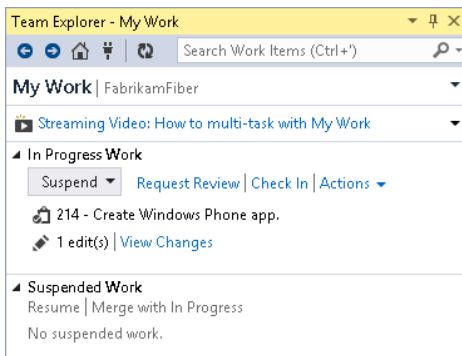 Team Explorer - My Work
Search Work Items (Ctrl+')
My Work | FabrikamFiber
Streaming Video: How to multi-task with My Work
In Progress Work
Suspend Request Review | Check In | Actions
214 - Create Windows Phone app.
1 edit(s) | View Changes
Suspended Work
Resume | Merge with In Progress
No suspended work.